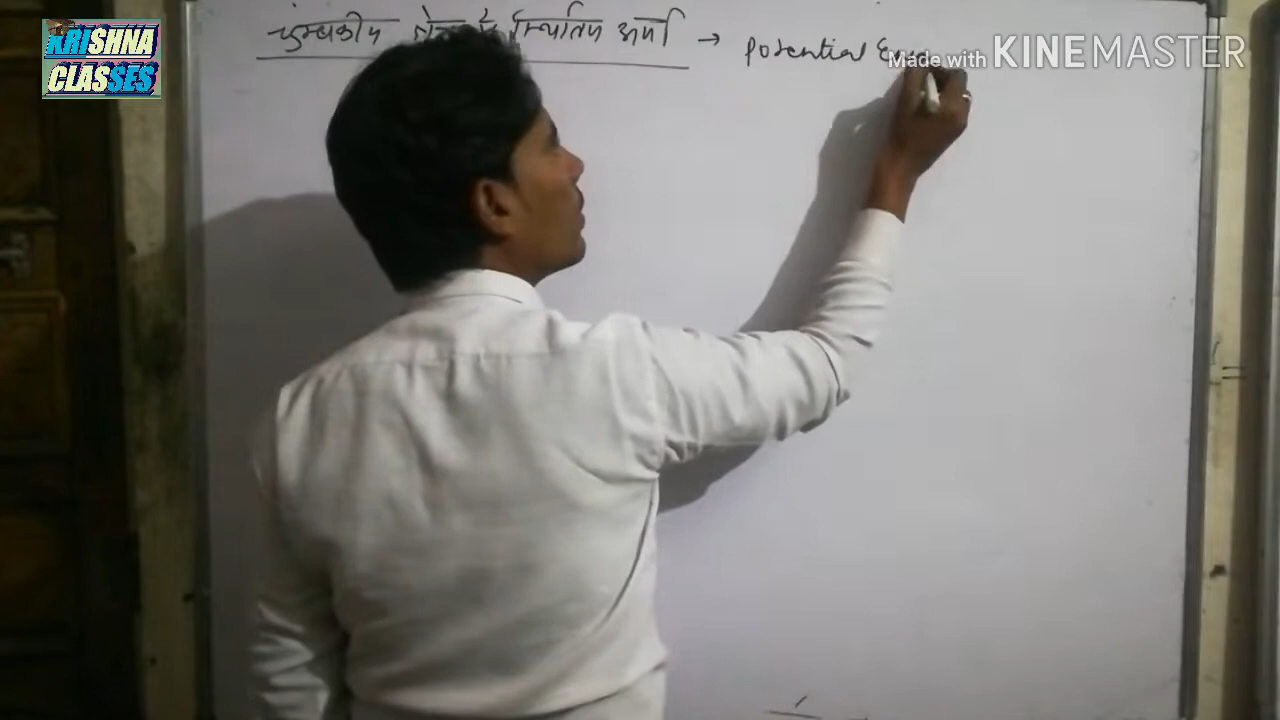 KRISHNA
CLASSES
चुम्बकीय क्षेत्र में स्थितिज ऊर्जा → Potential
Made with KINEMASTER